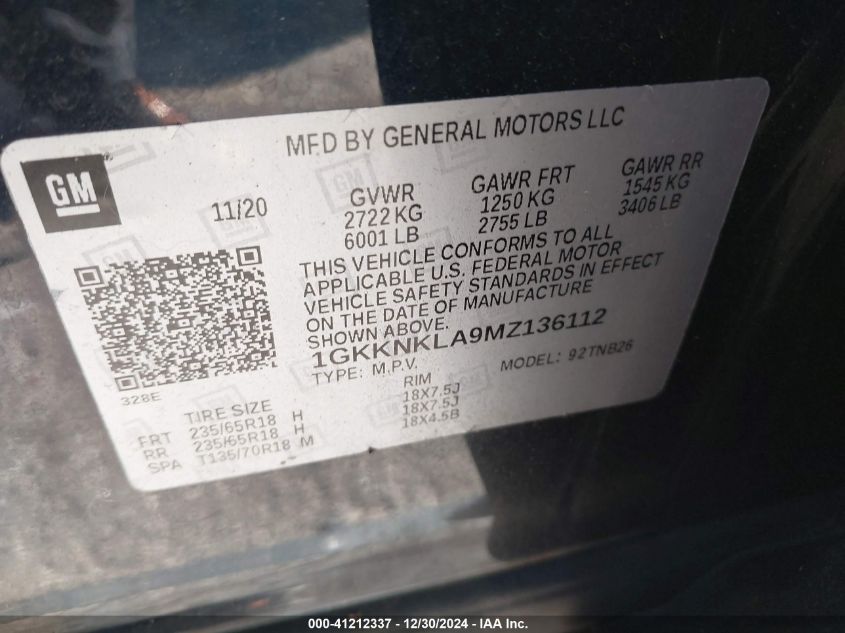 MFD BY GENERAL MOTORS LLC
GM
11/20
GVWR
2722 KG
6001 LB
GAWR FRT
1250 KG
2755 LB
GAWR RR
1545 KG
3406 LB
THIS VEHICLE CONFORMS TO ALL
APPLICABLE U.S. FEDERAL MOTOR
VEHICLE SAFETY STANDARDS IN EFFECT
ON THE DATE OF MANUFACTURE
SHOWN ABOVE.
1GKKNKLA9MZ136112
TYPE: M.P.V.
MODEL: 92TNB26
328E
TIRE SIZE
RIM
FRT 235/65R18 H 18X7.5J
RR 235/65R18 H 18X7.5J
SPA T135/70R18 M 18X4.5B
000-41212337 - 12/30/2024 - IAA Inc.